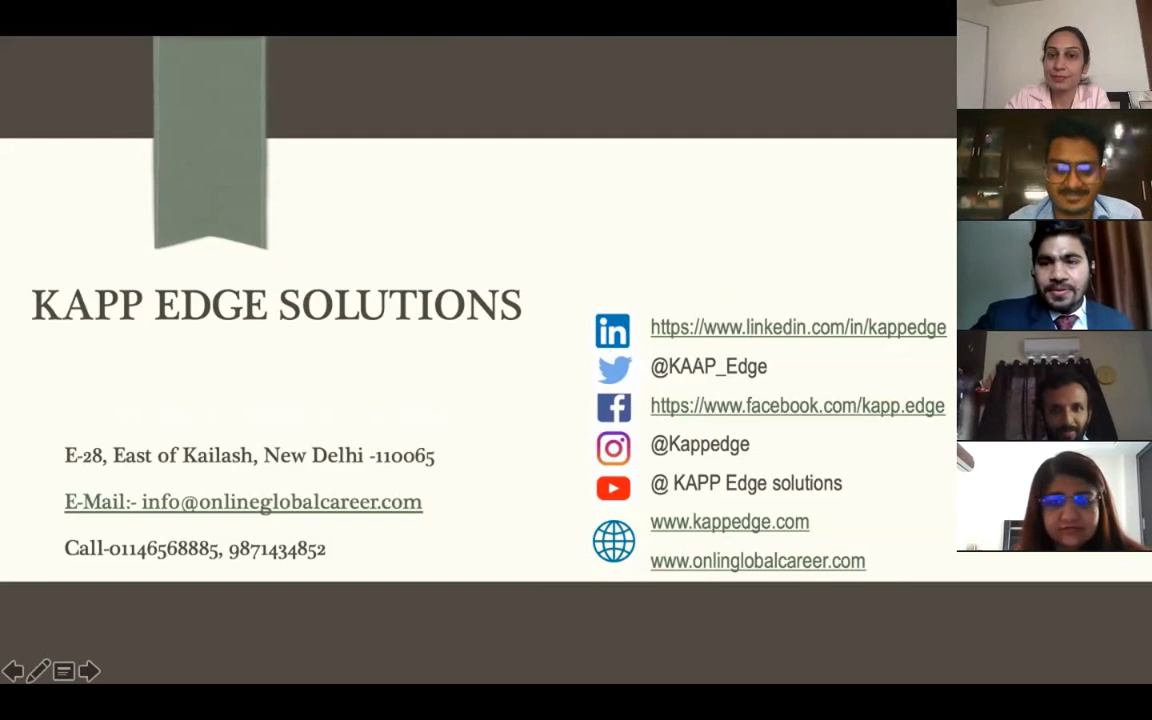 KAPP EDGE SOLUTIONS
E-28, East of Kailash, New Delhi -110065
E-Mail:- info@onlineglobalcareer.com
Call-01146568885, 9871434852
https://www.linkedin.com/in/kappedge
@KAAP_Edge
https://www.facebook.com/kapp.edge
@Kappedge
@ KAPP Edge solutions
www.kappedge.com
www.onlinglobalcareer.com